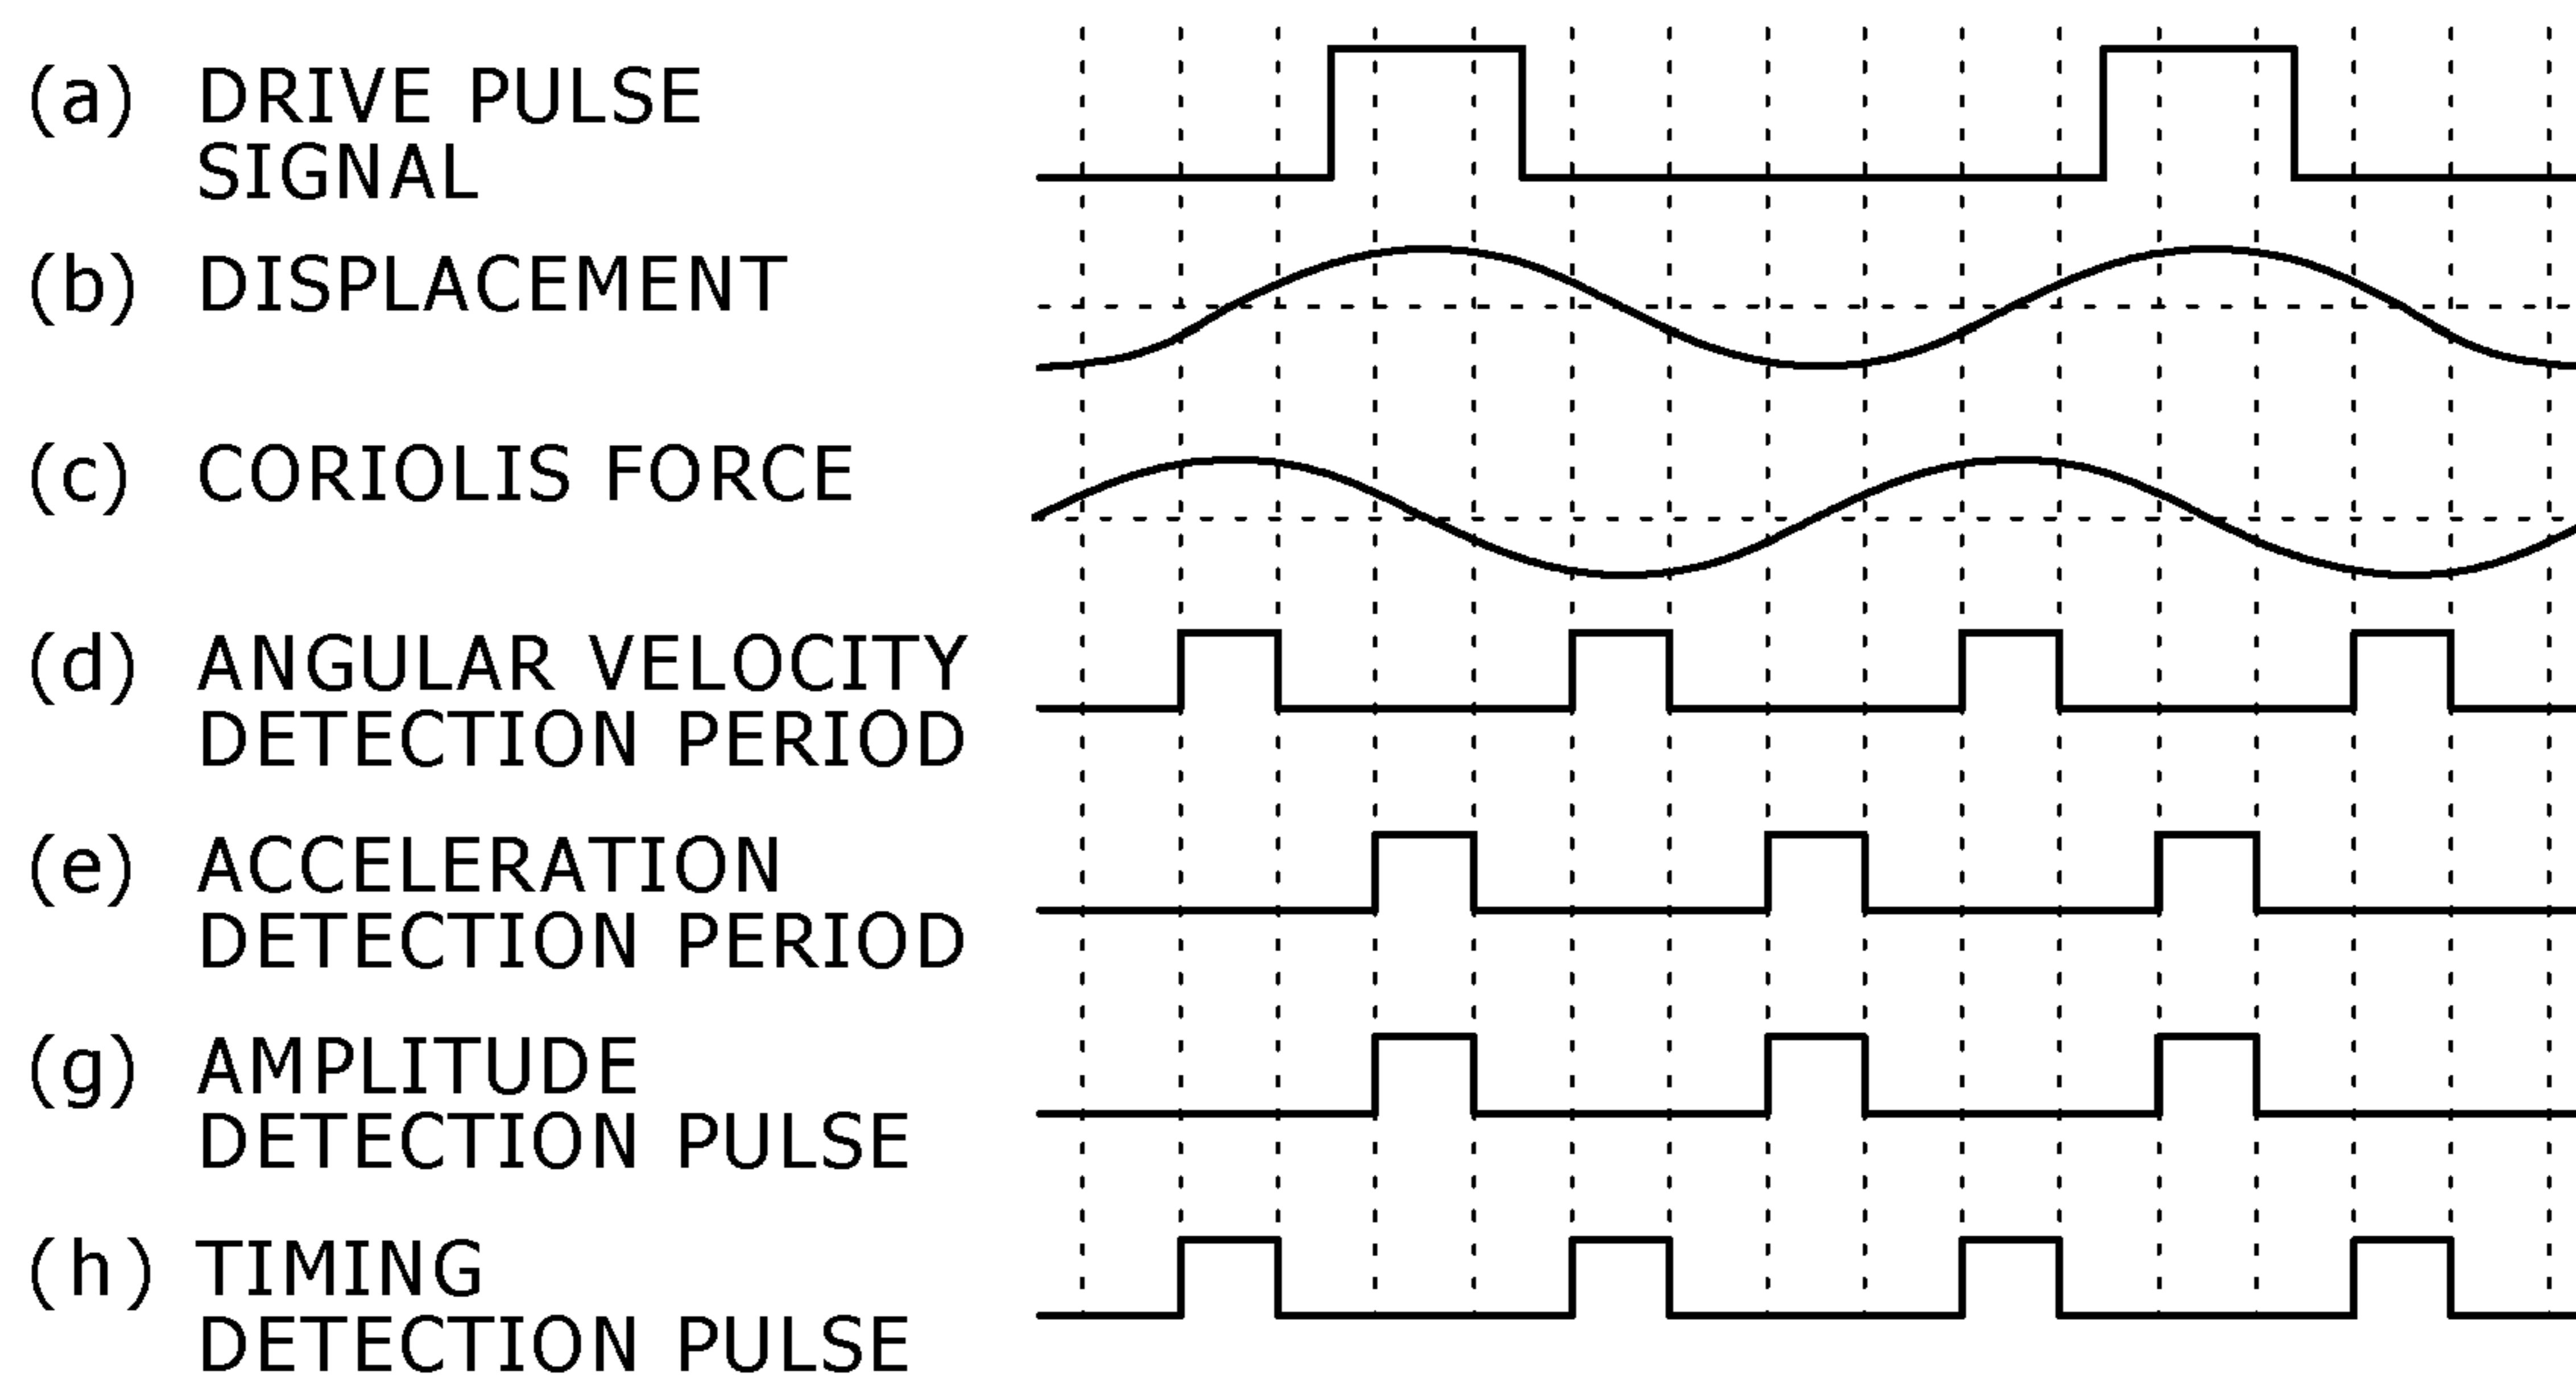 (a) DRIVE PULSE
SIGNAL
(b) DISPLACEMENT
(c) CORIOLIS FORCE
(d) ANGULAR VELOCITY
DETECTION PERIOD
(e) ACCELERATION
DETECTION PERIOD
(g) AMPLITUDE
DETECTION PULSE
(h) TIMING
DETECTION PULSE